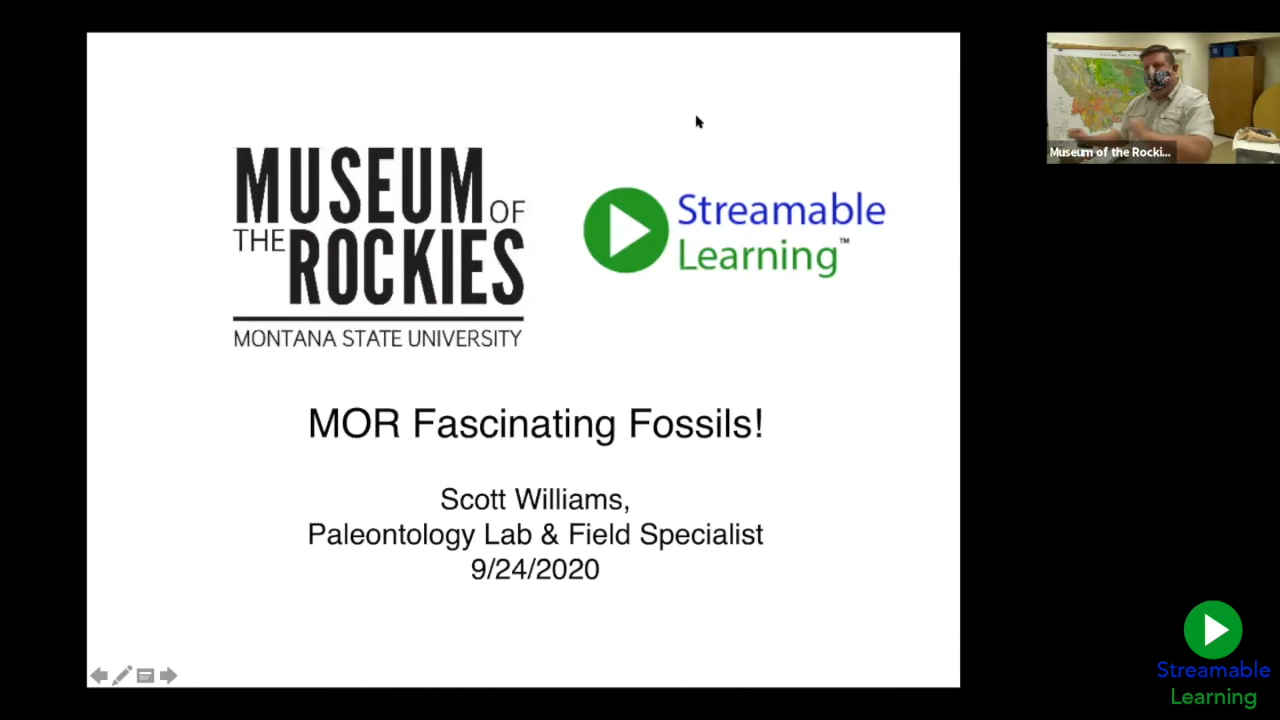 MUSEUM OF
THE ROCKIES
MONTANA STATE UNIVERSITY
Streamable
Learning™
MOR Fascinating Fossils!
Scott Williams,
Paleontology Lab & Field Specialist
9/24/2020
Museum of the Rocki...
Streamable
Learning